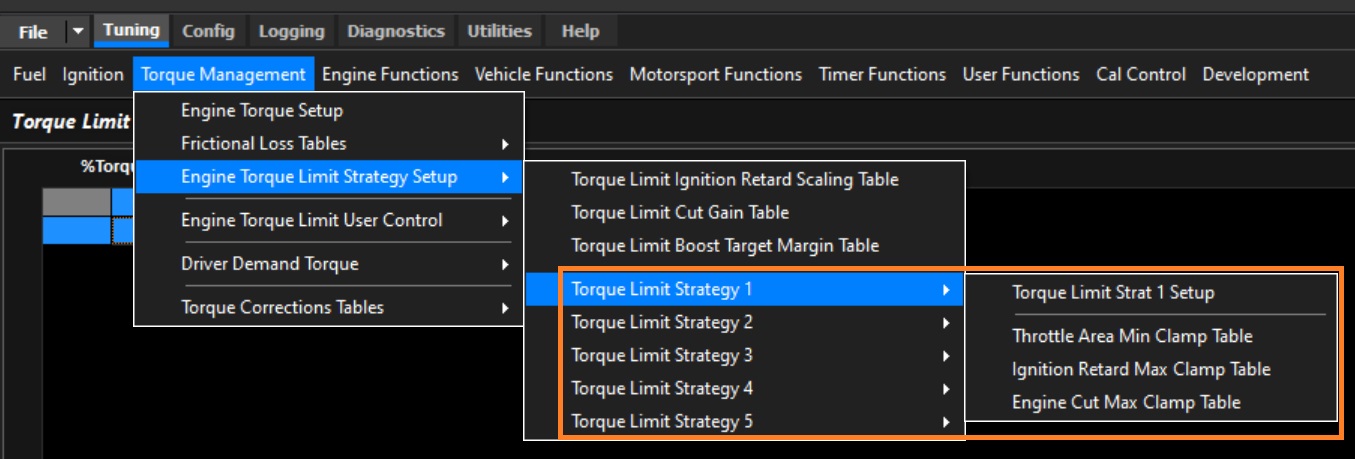 File Tuning Config Logging Diagnostics Utilities Help
Fuel Ignition Torque Management Engine Functions Vehicle Functions Motorsport Functions Timer Functions User Functions Cal Control Development
Torque Limit
%Torq
Engine Torque Setup
Frictional Loss Tables
Engine Torque Limit Strategy Setup
Engine Torque Limit User Control
Driver Demand Torque
Torque Corrections Tables
Torque Limit Ignition Retard Scaling Table
Torque Limit Cut Gain Table
Torque Limit Boost Target Margin Table
Torque Limit Strategy 1
Torque Limit Strategy 2
Torque Limit Strategy 3
Torque Limit Strategy 4
Torque Limit Strategy 5
Torque Limit Strat 1 Setup
Throttle Area Min Clamp Table
Ignition Retard Max Clamp Table
Engine Cut Max Clamp Table